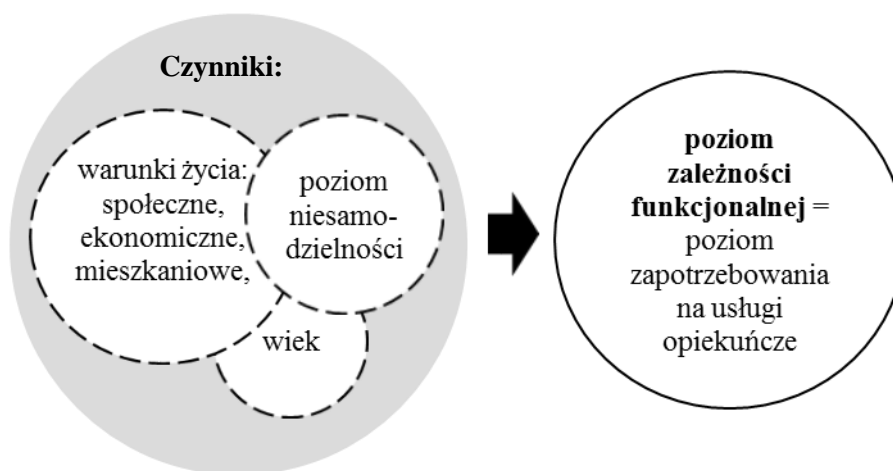 Czynniki:
warunki życia:
społeczne,
ekonomiczne,
mieszkaniowe,
poziom
niesamo-
dzielności
wiek
poziom
zależności
funkcjonalnej =
poziom
zapotrzebowania
na usługi
opiekuńcze